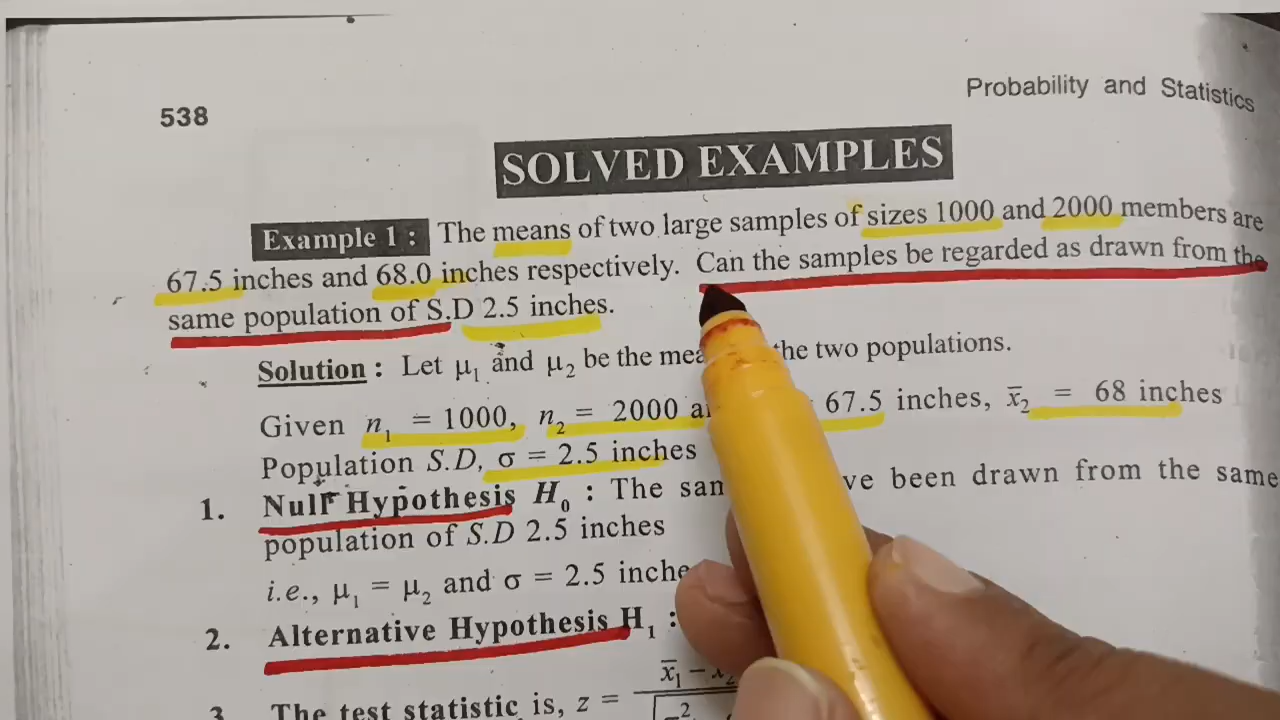 538
Probability and Statistics
SOLVED EXAMPLES
Example 1 : The means of two large samples of sizes 1000 and 2000 members are
67.5 inches and 68.0 inches respectively. Can the samples be regarded as drawn from the
same population of S.D 2.5 inches.
Solution : Let μ₁ and μ₂ be the the two populations.
Given n₁ = 1000, n₂ = 2000 67.5 inches, x̄₂ = 68 inches
Population S.D, σ = 2.5 inches
1. Null Hypothesis H₀ : The been drawn from the same
population of S.D 2.5 inches
i.e., μ₁ = μ₂ and σ = 2.5
2. Alternative Hypothesis H₁ :
x̄₁ −
3. The test statistic is, z =